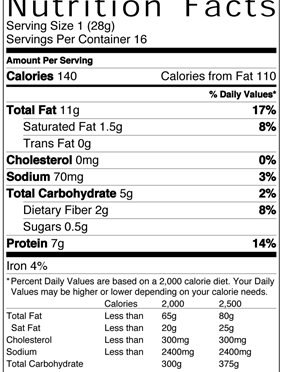 Nutrition Facts
Serving Size 1 (28g)
Servings Per Container 16
Amount Per Serving
Calories 140 Calories from Fat 110
% Daily Values*
Total Fat 11g 17%
Saturated Fat 1.5g 8%
Trans Fat 0g
Cholesterol 0mg 0%
Sodium 70mg 3%
Total Carbohydrate 5g 2%
Dietary Fiber 2g 8%
Sugars 0.5g
Protein 7g 14%
Iron 4%
*Percent Daily Values are based on a 2,000 calorie diet. Your Daily
Values may be higher or lower depending on your calorie needs.
Calories 2,000 2,500
Total Fat Less than 65g 80g
Sat Fat Less than 20g 25g
Cholesterol Less than 300mg 300mg
Sodium Less than 2400mg 2400mg
Total Carbohydrate 300g 375g